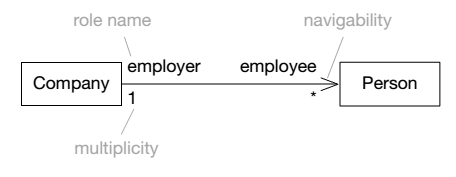 role name
navigability
employer
employee
Company
Person
1
*
multiplicity